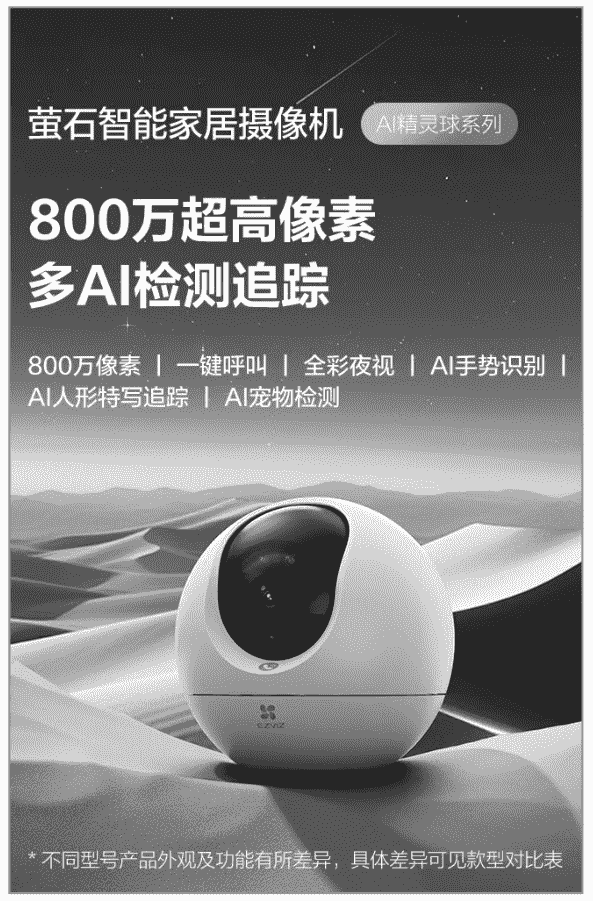 萤石智能家居摄像机 AI精灵球系列
800万超高像素
多AI检测追踪
800万像素 | 一键呼叫 | 全彩夜视 | AI手势识别 |
AI人形特写追踪 | AI宠物检测
EZVIZ
* 不同型号产品外观及功能有所差异，具体差异可见款型对比表